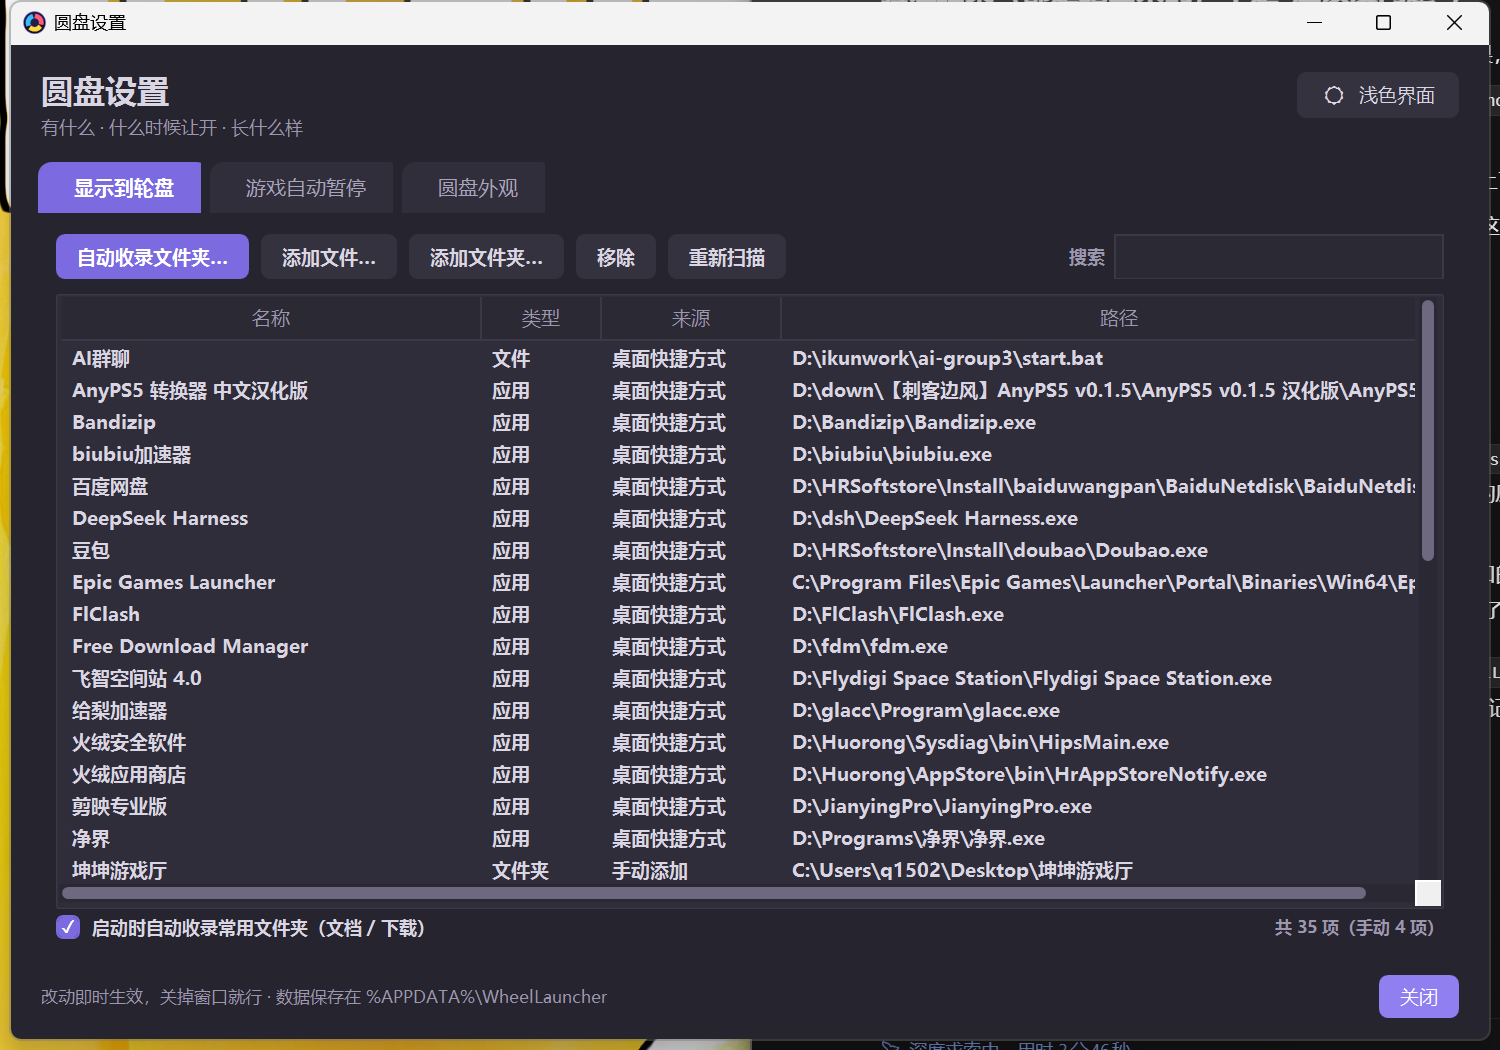 圆盘设置
圆盘设置
浅色界面
有什么 · 什么时候让开 · 长什么样
显示到轮盘 游戏自动暂停 圆盘外观
自动收录文件夹... 添加文件... 添加文件夹... 移除 重新扫描 搜索
名称 类型 来源 路径
AI群聊 文件 桌面快捷方式 D:\ikunwork\ai-group3\start.bat
AnyPS5 转换器 中文汉化版 应用 桌面快捷方式 D:\down\【刺客边风】AnyPS5 v0.1.5\AnyPS5 v0.1.5 汉化版\AnyPS5
Bandizip 应用 桌面快捷方式 D:\Bandizip\Bandizip.exe
biubiu加速器 应用 桌面快捷方式 D:\biubiu\biubiu.exe
百度网盘 应用 桌面快捷方式 D:\HRSoftstore\Install\baiduwangpan\BaiduNetdisk\BaiduNetdis
DeepSeek Harness 应用 桌面快捷方式 D:\dsh\DeepSeek Harness.exe
豆包 应用 桌面快捷方式 D:\HRSoftstore\Install\doubao\Doubao.exe
Epic Games Launcher 应用 桌面快捷方式 C:\Program Files\Epic Games\Launcher\Portal\Binaries\Win64\Ep
FlClash 应用 桌面快捷方式 D:\FlClash\FlClash.exe
Free Download Manager 应用 桌面快捷方式 D:\fdm\fdm.exe
飞智空间站 4.0 应用 桌面快捷方式 D:\Flydigi Space Station\Flydigi Space Station.exe
给梨加速器 应用 桌面快捷方式 D:\glacc\Program\glacc.exe
火绒安全软件 应用 桌面快捷方式 D:\Huorong\Sysdiag\bin\HipsMain.exe
火绒应用商店 应用 桌面快捷方式 D:\Huorong\AppStore\bin\HrAppStoreNotify.exe
剪映专业版 应用 桌面快捷方式 D:\JianyingPro\JianyingPro.exe
净界 应用 桌面快捷方式 D:\Programs\净界\净界.exe
坤坤游戏厅 文件夹 手动添加 C:\Users\q1502\Desktop\坤坤游戏厅
启动时自动收录常用文件夹（文档 / 下载） 共 35 项（手动 4 项）
改动即时生效，关掉窗口就行 · 数据保存在 %APPDATA%\WheelLauncher 关闭